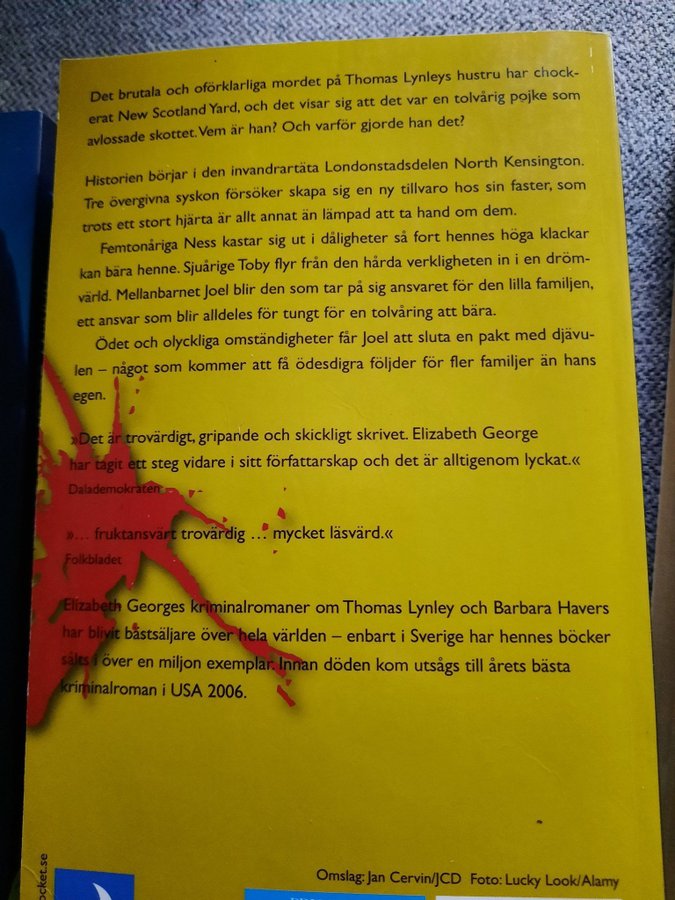 Det brutala och oförklarliga mordet på Thomas Lynleys hustru har chock-
erat New Scotland Yard, och det visar sig att det var en tolvårig pojke som
avlossade skottet. Vem är han? Och varför gjorde han det?
Historien börjar i den invandrartäta Londonstadsdelen North Kensington.
Tre övergivna syskon försöker skapa sig en ny tillvaro hos sin faster, som
trots ett stort hjärta är allt annat än lämpad att ta hand om dem.
Femtonåriga Ness kastar sig ut i dåligheter så fort hennes höga klackar
kan bära henne. Sjuårige Toby flyr från den hårda verkligheten in i en dröm-
värld. Mellanbarnet Joel blir den som tar på sig ansvaret för den lilla familjen,
ett ansvar som blir alldeles för tungt för en tolvåring att bära.
Ödet och olyckliga omständigheter får Joel att sluta en pakt med djävu-
len – något som kommer att få ödesdigra följder för fler familjer än hans
egen.
»Det är trovärdigt, gripande och skickligt skrivet. Elizabeth George
har tagit ett steg vidare i sitt författarskap och det är alltigenom lyckat.«
Dalademokraten
»... fruktansvärt trovärdig ... mycket läsvärd.«
Folkbladet
Elizabeth Georges kriminalromaner om Thomas Lynley och Barbara Havers
har blivit bästsäljare över hela världen – enbart i Sverige har hennes böcker
sålts i över en miljon exemplar. Innan döden kom utsågs till årets bästa
kriminalroman i USA 2006.
Omslag: Jan Cervin/JCD Foto: Lucky Look/Alamy
ocket.se